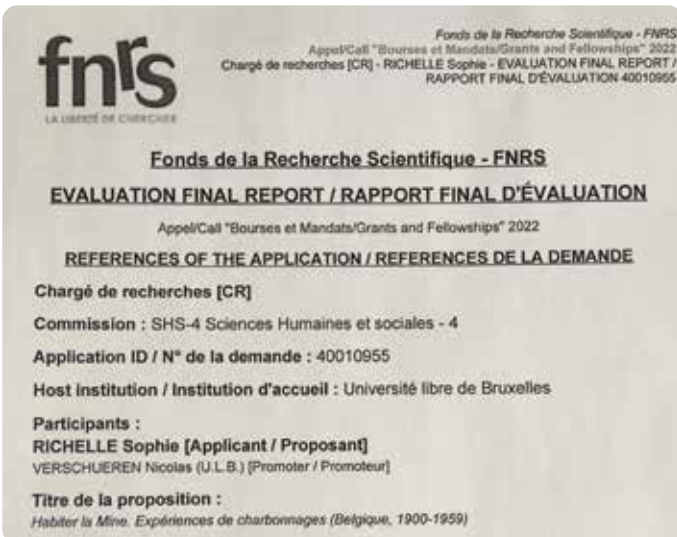 fnrs
LA LIBERTÉ DE CHERCHER
Fonds de la Recherche Scientifique - FNRS
Appel/Call "Bourses et Mandats/Grants and Fellowships" 2022
Chargé de recherches [CR] - RICHELLE Sophie - EVALUATION FINAL REPORT /
RAPPORT FINAL D'ÉVALUATION 40010955
Fonds de la Recherche Scientifique - FNRS
EVALUATION FINAL REPORT / RAPPORT FINAL D'ÉVALUATION
Appel/Call "Bourses et Mandats/Grants and Fellowships" 2022
REFERENCES OF THE APPLICATION / REFERENCES DE LA DEMANDE
Chargé de recherches [CR]
Commission : SHS-4 Sciences Humaines et sociales - 4
Application ID / N° de la demande : 40010955
Host institution / Institution d'accueil : Université libre de Bruxelles
Participants :
RICHELLE Sophie [Applicant / Proposant]
VERSCHUEREN Nicolas (U.L.B.) [Promoter / Promoteur]
Titre de la proposition :
Habiter la Mine. Expériences de charbonnages (Belgique, 1900-1959)